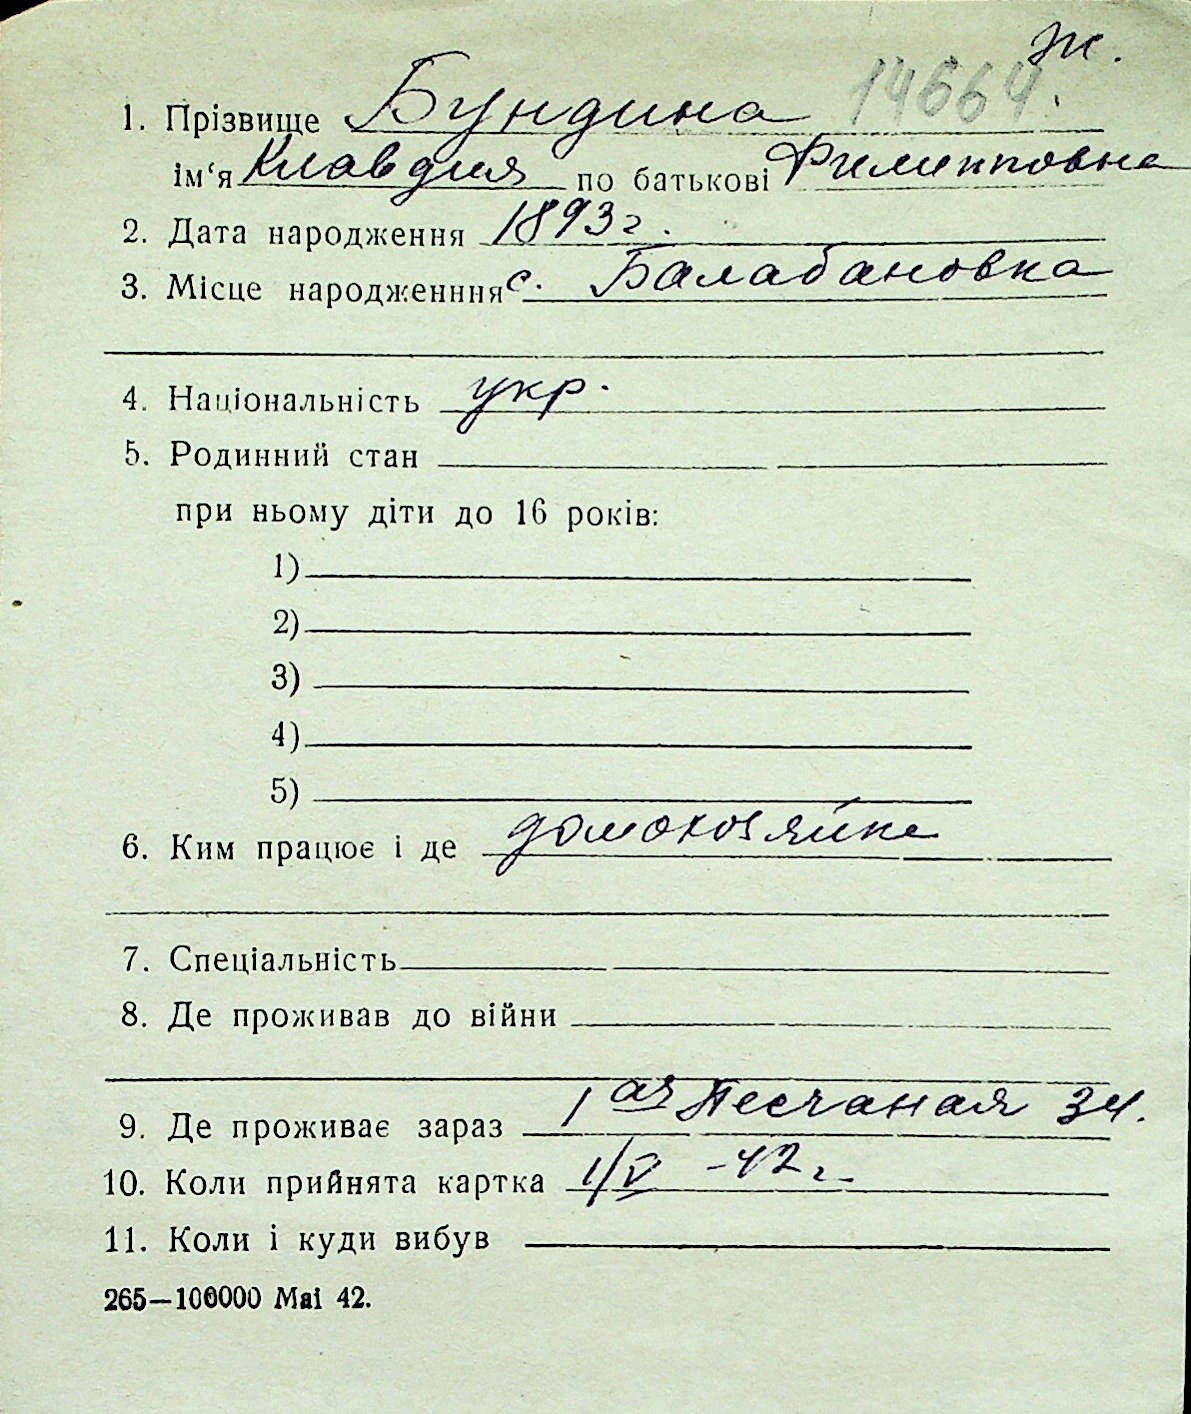 ж.
14664.
1. Прізвище Бундина
ім‘я Клавдия по батькові Филипповна
2. Дата народження 1893 г.
3. Місце народженння с. Балабановка
4. Національність укр.
5. Родинний стан
при ньому діти до 16 років:
1)
2)
3)
4)
5)
6. Ким працює і де домохозяйка
7. Спеціальність
8. Де проживав до війни
9. Де проживає зараз 1ая Песчаная 34.
10. Коли прийнята картка 1/V -42 г.
11. Коли і куди вибув
265—100000 Mai 42.